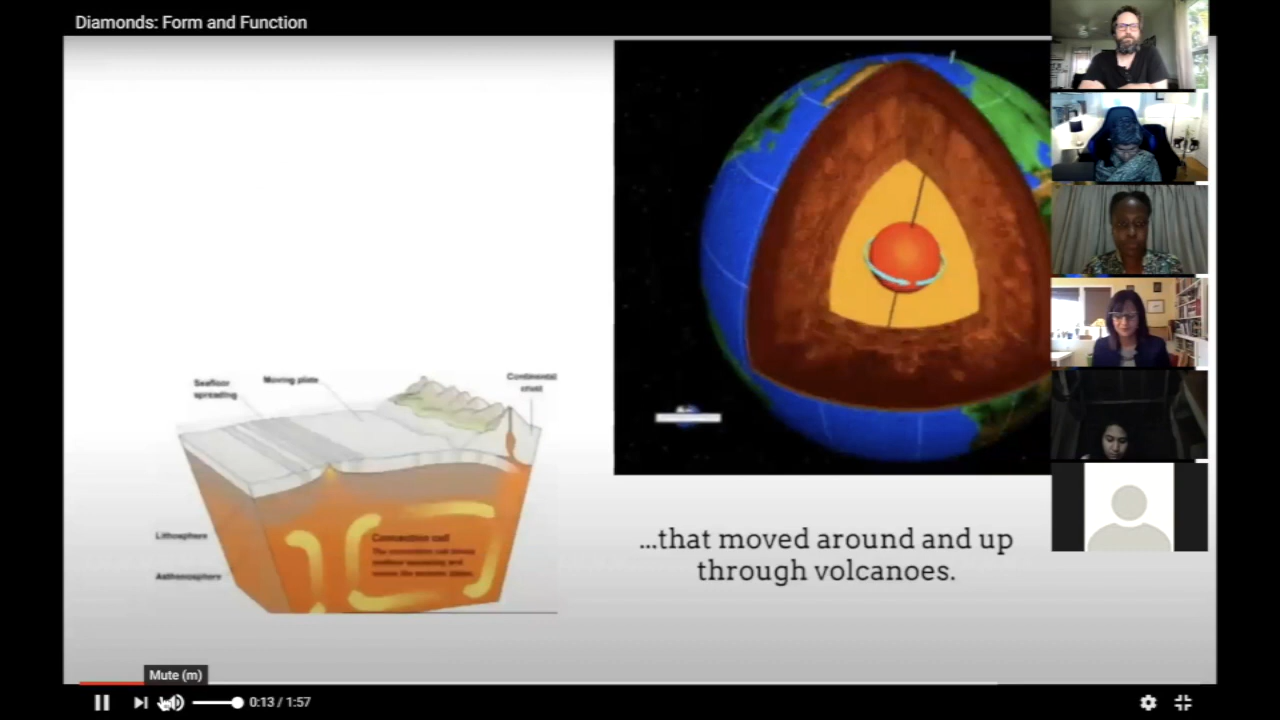 Diamonds: Form and Function
Seafloor
spreading
Moving plate
Continental
crust
Lithosphere
Asthenosphere
Convection cell
...that moved around and up
through volcanoes.
Mute (m)
0:13 / 1:57